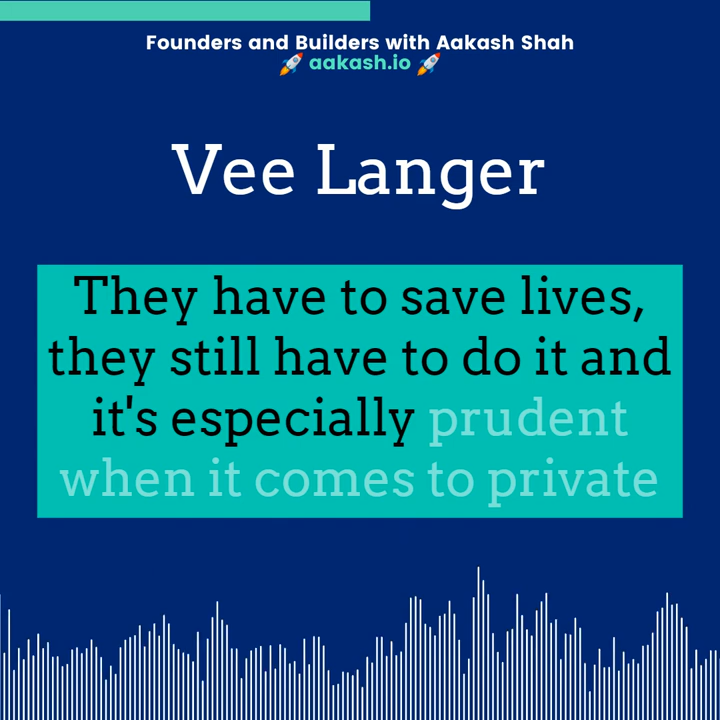 Founders and Builders with Aakash Shah
🚀 aakash.io 🚀
Vee Langer
They have to save lives,
they still have to do it and
it's especially prudent
when it comes to private